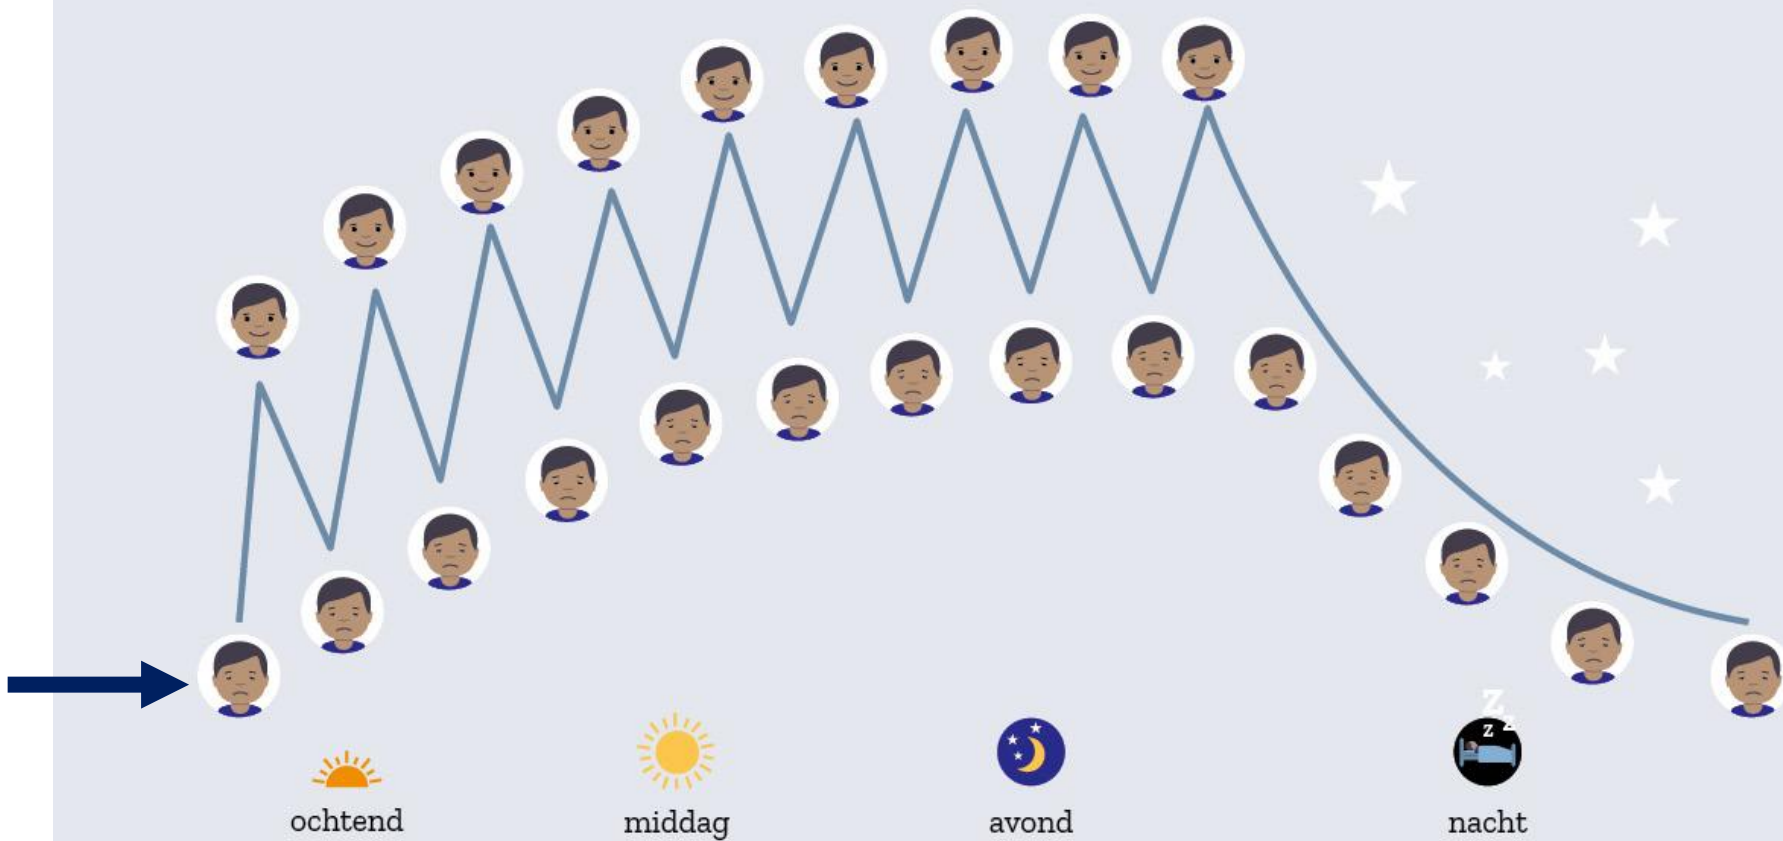 z
z
z
ochtend
middag
avond
nacht